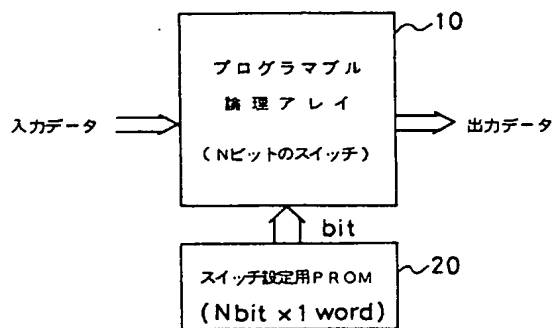 10
プログラマブル
論理アレイ
入力データ
出力データ
(Nビットのスイッチ)
bit
スイッチ設定用PROM
20
(Nbit x1 word)